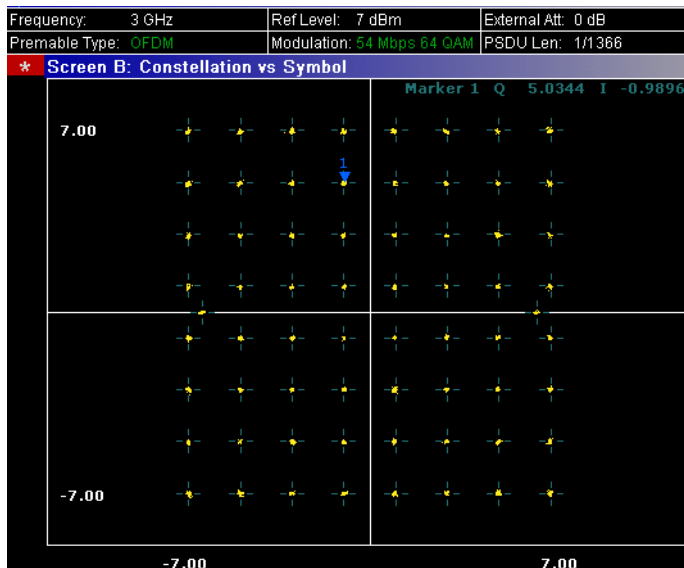 Frequency: 3 GHz Ref Level: 7 dBm External Att: 0 dB
Premable Type: OFDM Modulation: 54 Mbps 64 QAM PSDU Len: 1/1366
* Screen B: Constellation vs Symbol
Marker 1 Q 5.0344 I -0.9896
7.00
1
-7.00
-7.00 7.00